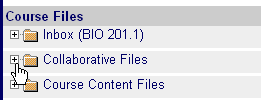 Course Files
Inbox (BIO 201.1)
Collaborative Files
Course Content Files